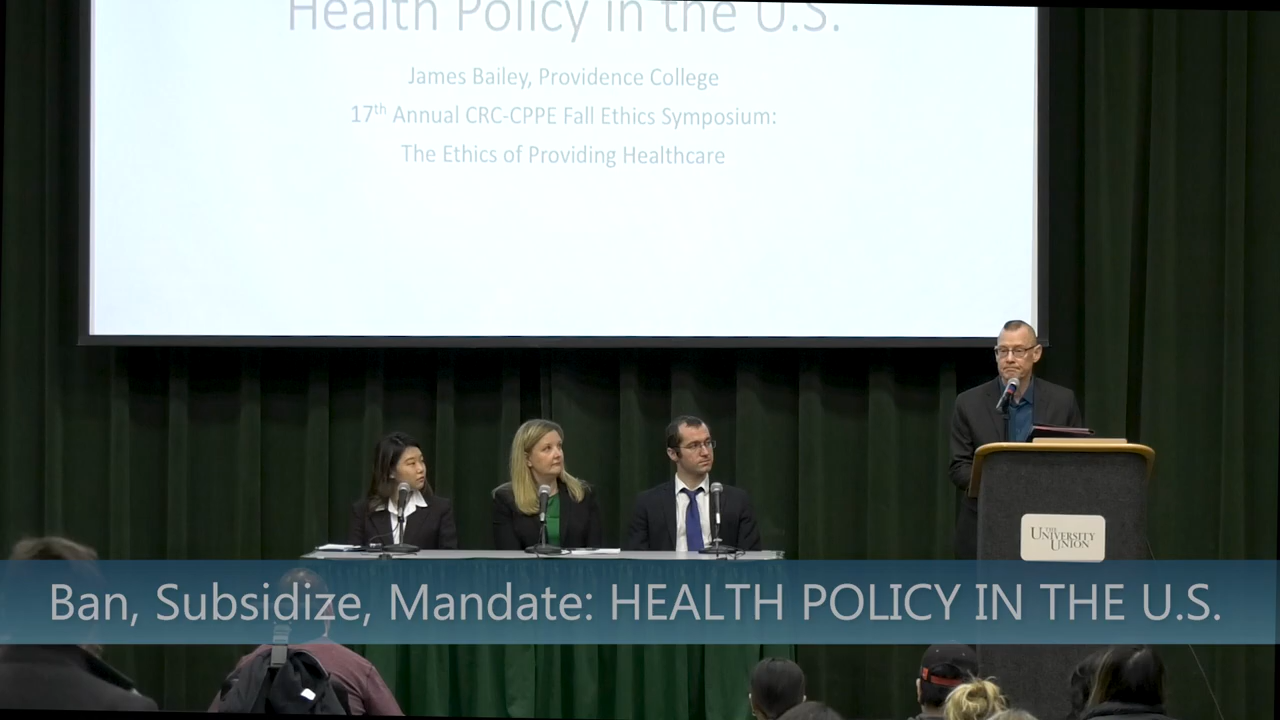 Health Policy in the U.S.
James Bailey, Providence College
17th Annual CRC-CPPE Fall Ethics Symposium:
The Ethics of Providing Healthcare
THE
UNIVERSITY
UNION
Ban, Subsidize, Mandate: HEALTH POLICY IN THE U.S.